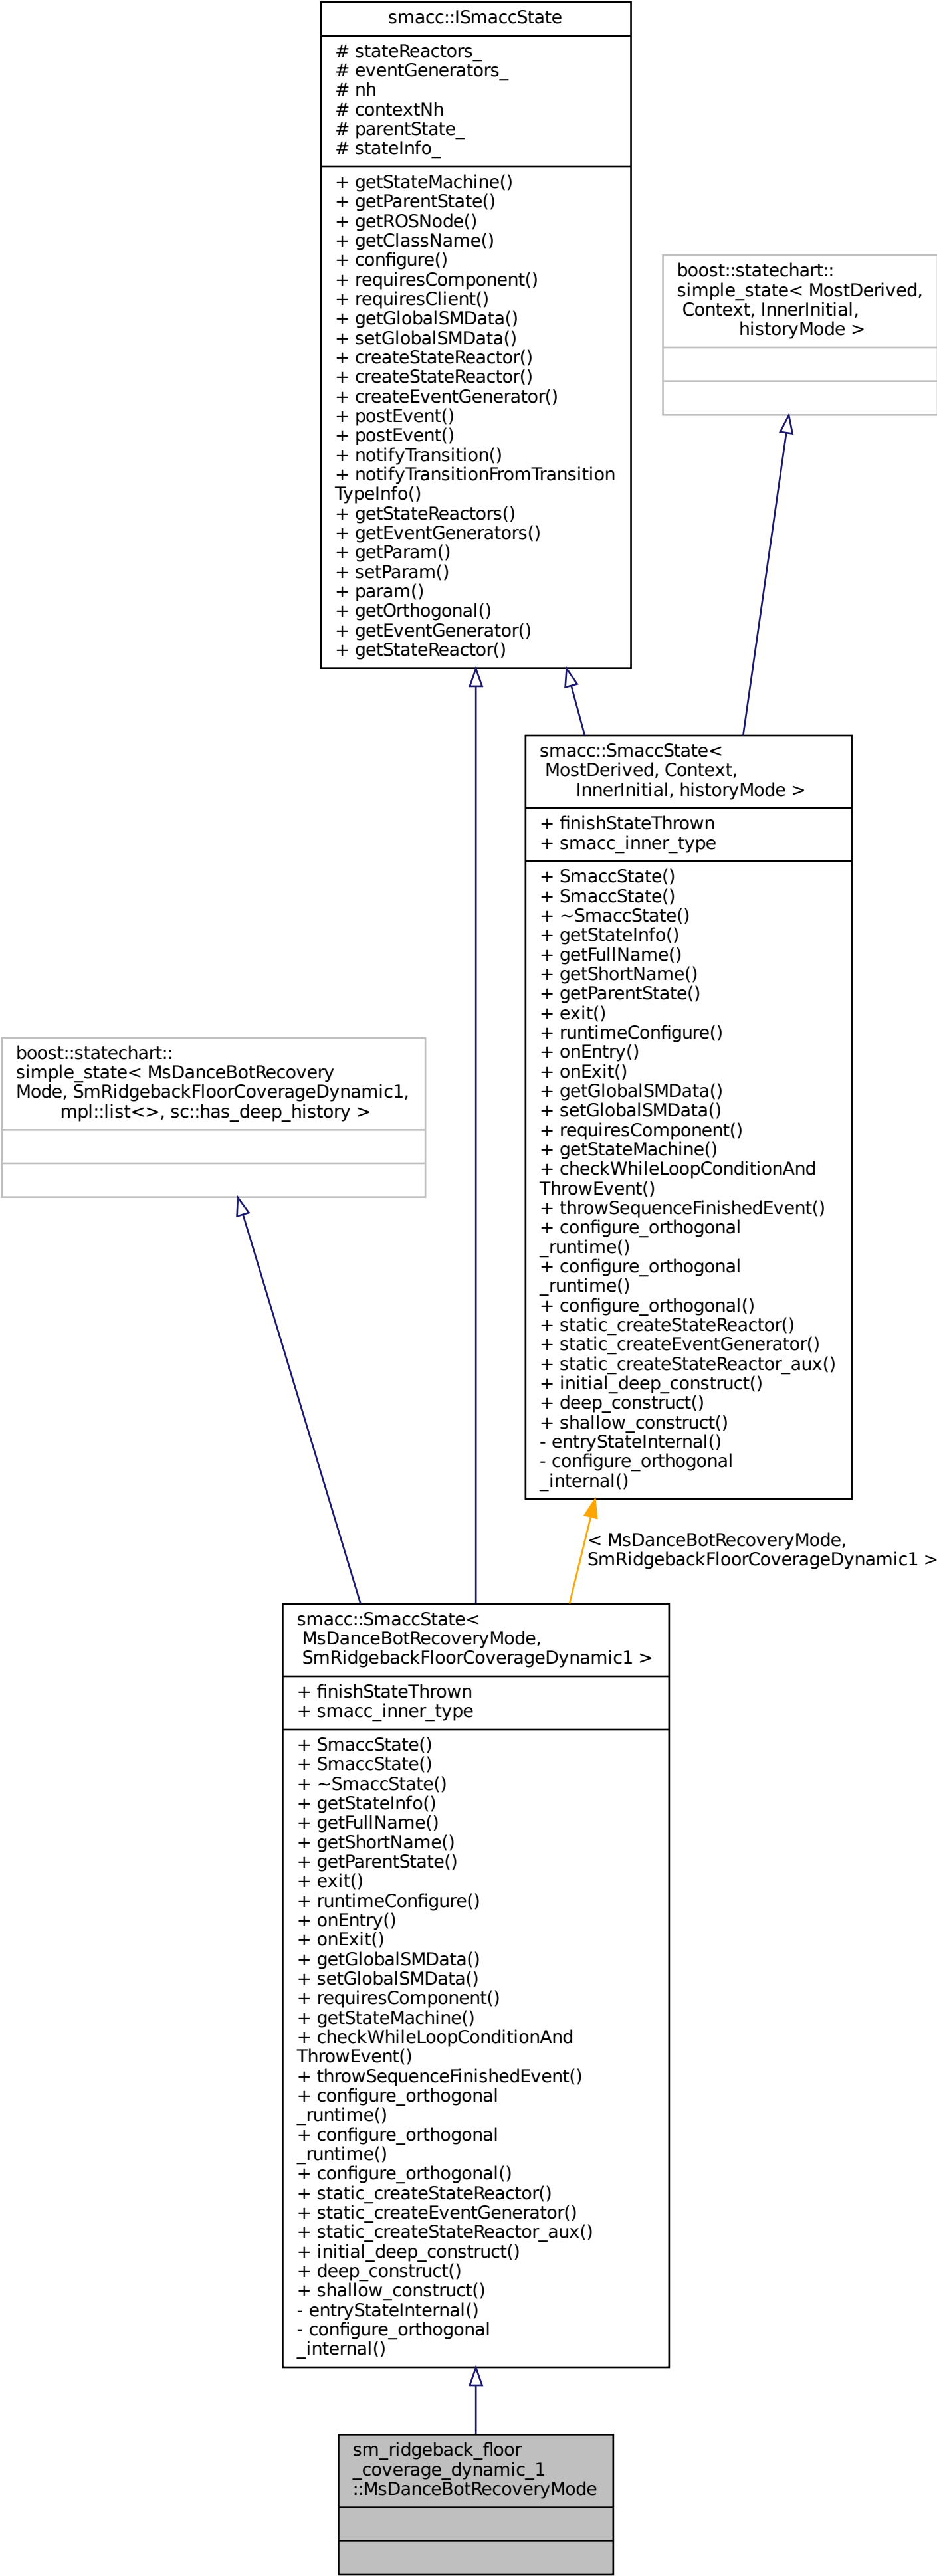 smacc::ISmaccState
# stateReactors_
# eventGenerators_
# nh
# contextNh
# parentState_
# stateInfo_
+ getStateMachine()
+ getParentState()
+ getROSNode()
+ getClassName()
+ configure()
+ requiresComponent()
+ requiresClient()
+ getGlobalSMData()
+ setGlobalSMData()
+ createStateReactor()
+ createStateReactor()
+ createEventGenerator()
+ postEvent()
+ postEvent()
+ notifyTransition()
+ notifyTransitionFromTransition
TypeInfo()
+ getStateReactors()
+ getEventGenerators()
+ getParam()
+ setParam()
+ param()
+ getOrthogonal()
+ getEventGenerator()
+ getStateReactor()
boost::statechart::
simple_state< MostDerived,
Context, InnerInitial,
historyMode >
smacc::SmaccState<
MostDerived, Context,
InnerInitial, historyMode >
+ finishStateThrown
+ smacc_inner_type
+ SmaccState()
+ SmaccState()
+ ~SmaccState()
+ getStateInfo()
+ getFullName()
+ getShortName()
+ getParentState()
+ exit()
+ runtimeConfigure()
+ onEntry()
+ onExit()
+ getGlobalSMData()
+ setGlobalSMData()
+ requiresComponent()
+ getStateMachine()
+ checkWhileLoopConditionAnd
ThrowEvent()
+ throwSequenceFinishedEvent()
+ configure_orthogonal
_runtime()
+ configure_orthogonal
_runtime()
+ configure_orthogonal()
+ static_createStateReactor()
+ static_createEventGenerator()
+ static_createStateReactor_aux()
+ initial_deep_construct()
+ deep_construct()
+ shallow_construct()
- entryStateInternal()
- configure_orthogonal
_internal()
boost::statechart::
simple_state< MsDanceBotRecovery
Mode, SmRidgebackFloorCoverageDynamic1,
mpl::list<>, sc::has_deep_history >
< MsDanceBotRecoveryMode,
SmRidgebackFloorCoverageDynamic1 >
smacc::SmaccState<
MsDanceBotRecoveryMode,
SmRidgebackFloorCoverageDynamic1 >
+ finishStateThrown
+ smacc_inner_type
+ SmaccState()
+ SmaccState()
+ ~SmaccState()
+ getStateInfo()
+ getFullName()
+ getShortName()
+ getParentState()
+ exit()
+ runtimeConfigure()
+ onEntry()
+ onExit()
+ getGlobalSMData()
+ setGlobalSMData()
+ requiresComponent()
+ getStateMachine()
+ checkWhileLoopConditionAnd
ThrowEvent()
+ throwSequenceFinishedEvent()
+ configure_orthogonal
_runtime()
+ configure_orthogonal
_runtime()
+ configure_orthogonal()
+ static_createStateReactor()
+ static_createEventGenerator()
+ static_createStateReactor_aux()
+ initial_deep_construct()
+ deep_construct()
+ shallow_construct()
- entryStateInternal()
- configure_orthogonal
_internal()
sm_ridgeback_floor
_coverage_dynamic_1
::MsDanceBotRecoveryMode